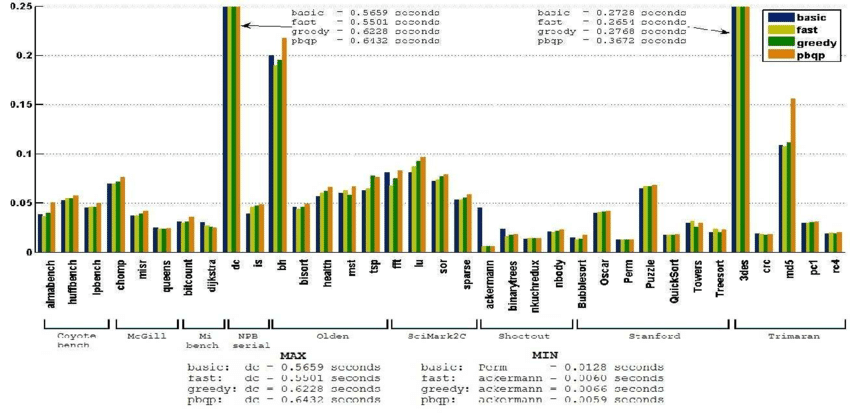 0.25
0.2
0.15
0.1
0.05
0
basic = 0.5659 seconds
fast = 0.5501 seconds
greedy = 0.6228 seconds
pbqp = 0.6432 seconds
basic = 0.2728 seconds
fast = 0.2654 seconds
greedy = 0.2768 seconds
pbqp = 0.3672 seconds
basic
fast
greedy
pbqp
almabench
huffbench
lpbench
chomp
misr
queens
bitcount
dijkstra
dc
is
bh
bisort
health
mst
tsp
fft
lu
sor
sparse
ackermann
binarytrees
nkuchredux
nbody
Bubblesort
Oscar
Perm
Puzzle
QuickSort
Towers
Treesort
3des
crc
md5
pc1
rc4
Coyote bench
McGill
Mi bench
NPB serial
Olden
SciMark2C
Shoctout
Stanford
Trimaran
MAX
basic: dc = 0.5659 seconds
fast: dc = 0.5501 seconds
greedy: dc = 0.6228 seconds
pbqp: dc = 0.6432 seconds
MIN
basic: Perm = 0.0128 seconds
fast: ackermann = 0.0060 seconds
greedy: ackermann = 0.0066 seconds
pbqp: ackermann = 0.0059 seconds